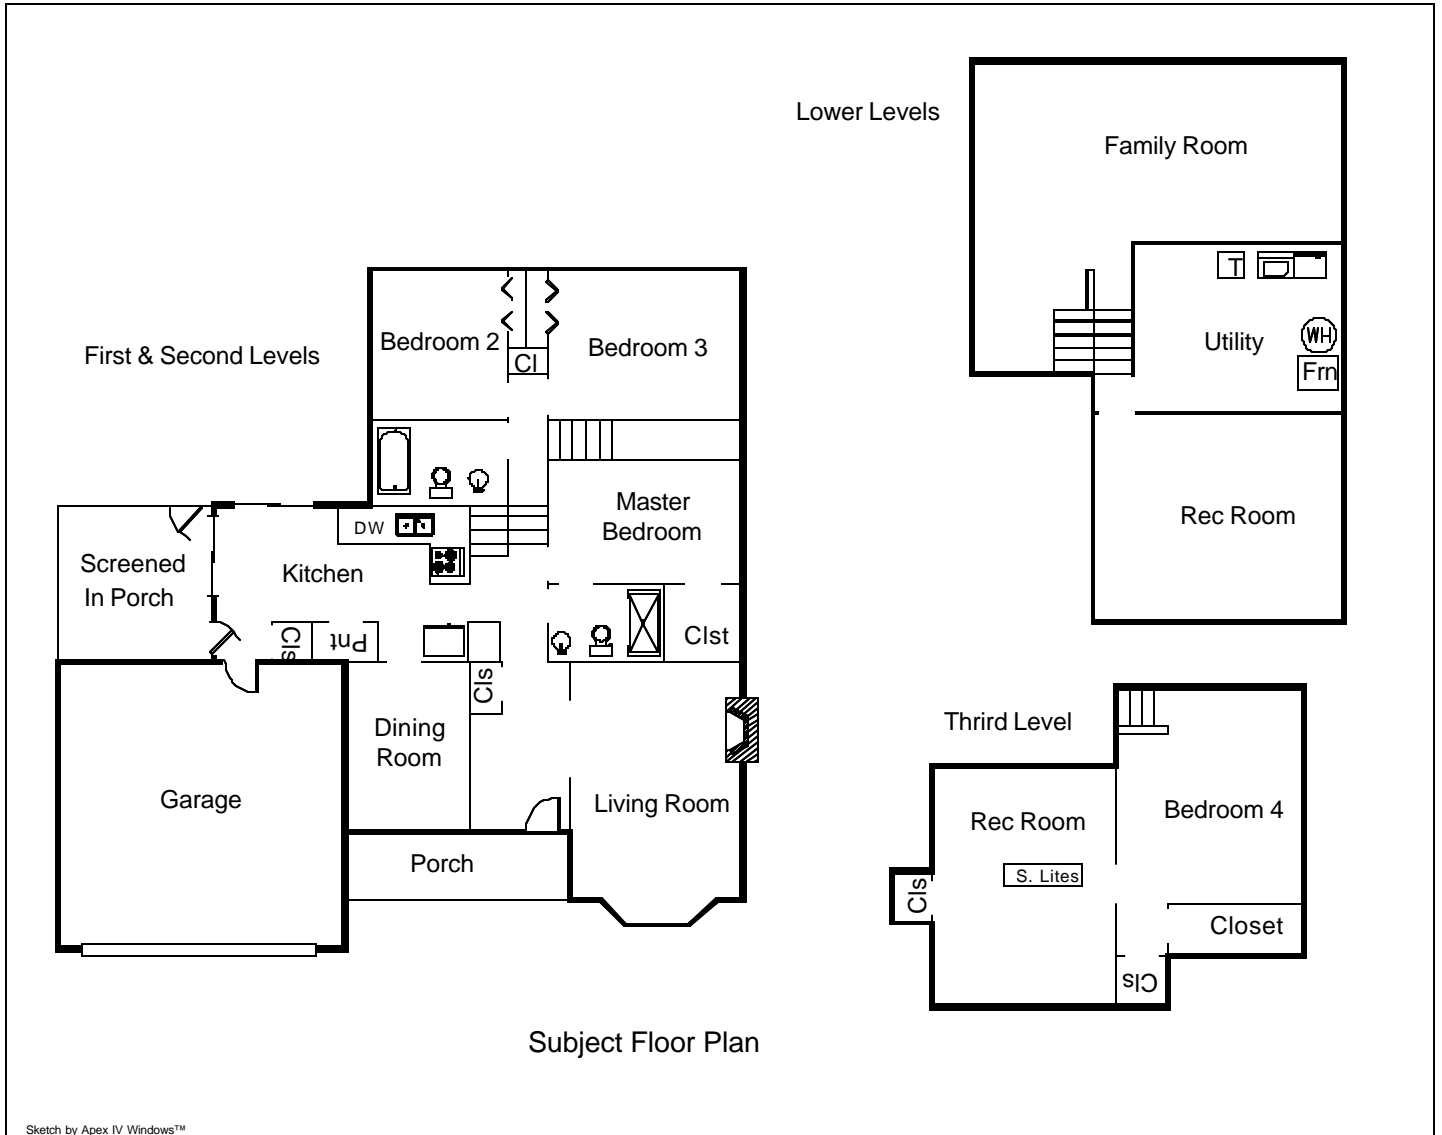 Lower Levels
Family Room
T
Utility
WH
Frn
Rec Room
First & Second Levels
Bedroom 2
Cl
Bedroom 3
Master
Bedroom
DW
Screened
In Porch
Kitchen
Cls
Pnt
Clst
Cls
Dining
Room
Garage
Living Room
Porch
Thrird Level
Rec Room
Bedroom 4
S. Lites
Cls
Closet
Cls
Subject Floor Plan
Sketch by Apex IV Windows™